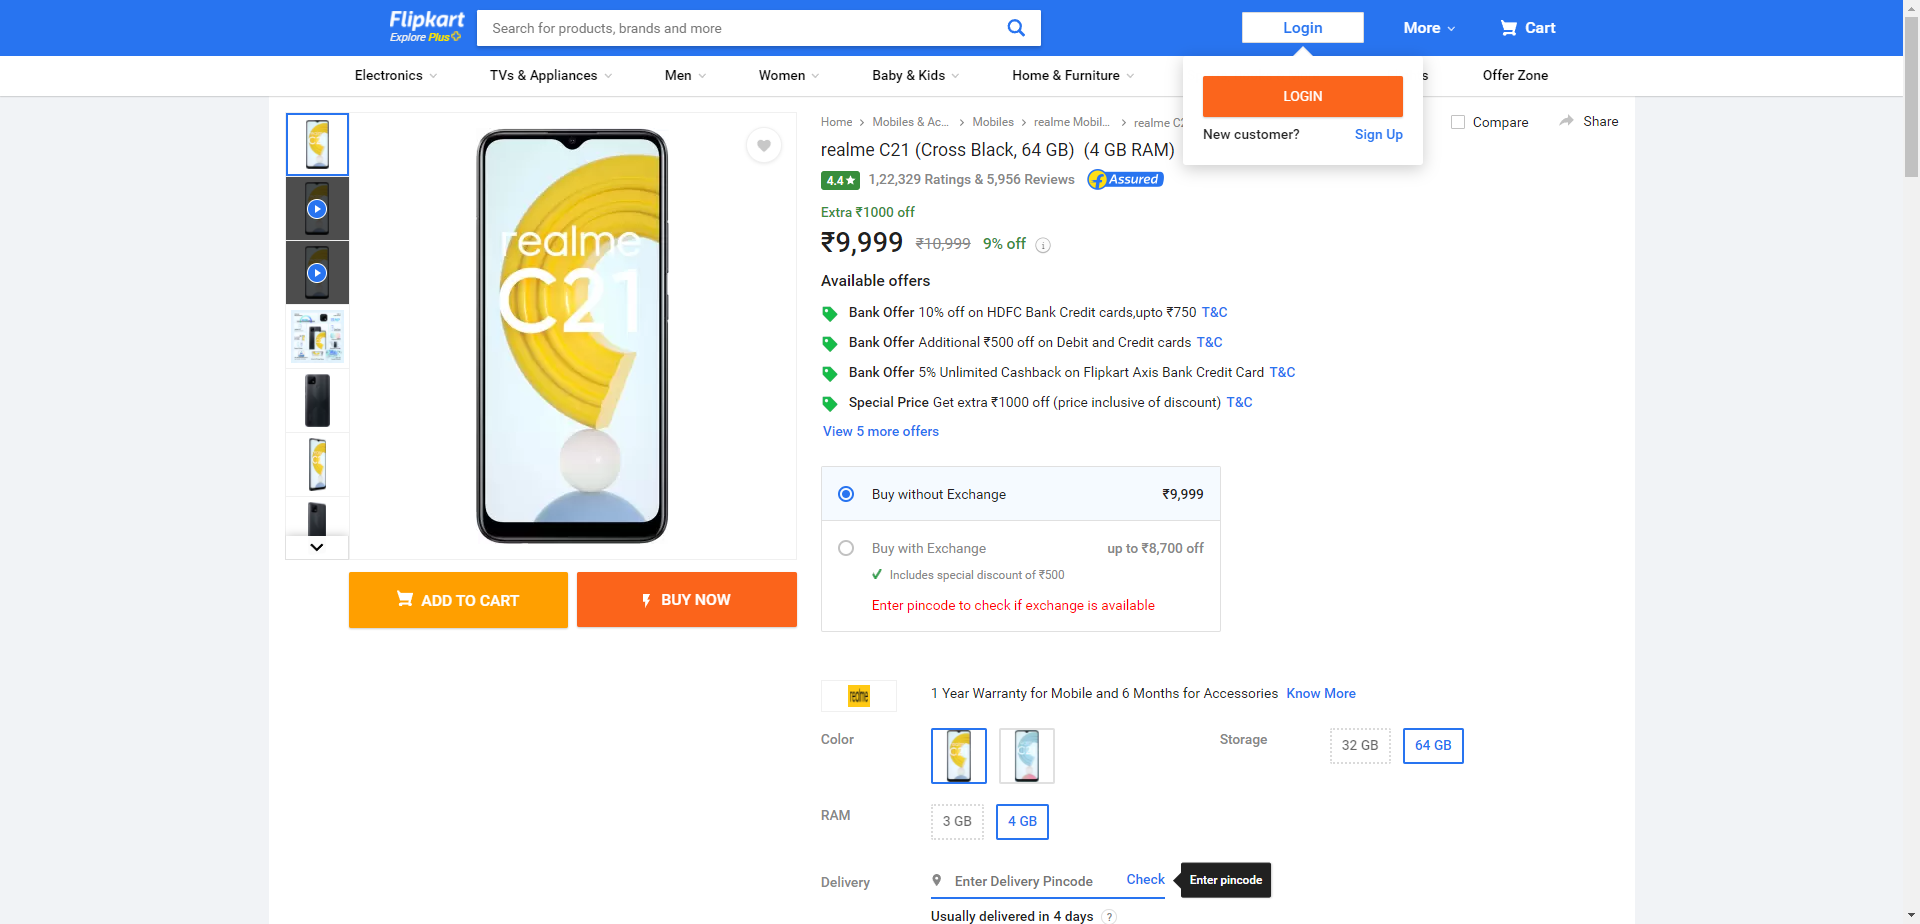 Flipkart
Explore Plus
Search for products, brands and more
Login
More
Cart
Electronics
TVs & Appliances
Men
Women
Baby & Kids
Home & Furniture
s
Offer Zone
LOGIN
New customer? Sign Up
Home
Mobiles & Ac...
Mobiles
realme Mobil...
realme C2
Compare
Share
realme C21 (Cross Black, 64 GB) (4 GB RAM)
4.4★ 1,22,329 Ratings & 5,956 Reviews Assured
Extra ₹1000 off
₹9,999 ₹10,999 9% off
realme
C21
Available offers
Bank Offer 10% off on HDFC Bank Credit cards,upto ₹750 T&C
Bank Offer Additional ₹500 off on Debit and Credit cards T&C
Bank Offer 5% Unlimited Cashback on Flipkart Axis Bank Credit Card T&C
Special Price Get extra ₹1000 off (price inclusive of discount) T&C
View 5 more offers
Buy without Exchange ₹9,999
Buy with Exchange up to ₹8,700 off
Includes special discount of ₹500
Enter pincode to check if exchange is available
ADD TO CART
BUY NOW
realme
1 Year Warranty for Mobile and 6 Months for Accessories Know More
Color
Storage
32 GB
64 GB
RAM
3 GB
4 GB
Delivery
Enter Delivery Pincode
Check
Enter pincode
Usually delivered in 4 days ?